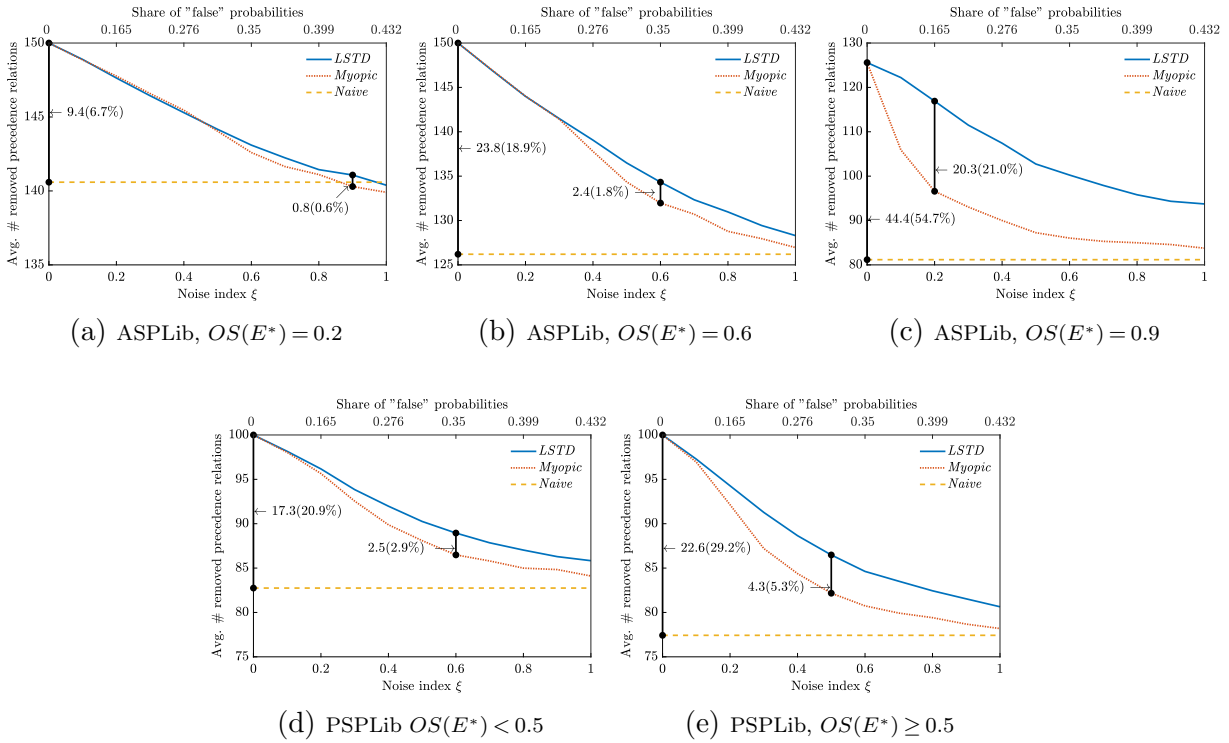 Share of "false" probabilities
0 0.165 0.276 0.35 0.399 0.432
150
145
140
135
Avg. # removed precedence relations
LSTD
Myopic
Naive
9.4(6.7%)
0.8(0.6%)
0 0.2 0.4 0.6 0.8 1
Noise index ξ
(a) ASPLib, OS(E*) = 0.2
Share of "false" probabilities
0 0.165 0.276 0.35 0.399 0.432
150
145
140
135
130
125
Avg. # removed precedence relations
LSTD
Myopic
Naive
23.8(18.9%)
2.4(1.8%)
0 0.2 0.4 0.6 0.8 1
Noise index ξ
(b) ASPLib, OS(E*) = 0.6
Share of "false" probabilities
0 0.165 0.276 0.35 0.399 0.432
130
120
110
100
90
80
Avg. # removed precedence relations
LSTD
Myopic
Naive
20.3(21.0%)
44.4(54.7%)
0 0.2 0.4 0.6 0.8 1
Noise index ξ
(c) ASPLib, OS(E*) = 0.9
Share of "false" probabilities
0 0.165 0.276 0.35 0.399 0.432
100
95
90
85
80
75
Avg. # removed precedence relations
LSTD
Myopic
Naive
17.3(20.9%)
2.5(2.9%)
0 0.2 0.4 0.6 0.8 1
Noise index ξ
(d) PSPLib OS(E*) < 0.5
Share of "false" probabilities
0 0.165 0.276 0.35 0.399 0.432
100
95
90
85
80
75
Avg. # removed precedence relations
LSTD
Myopic
Naive
22.6(29.2%)
4.3(5.3%)
0 0.2 0.4 0.6 0.8 1
Noise index ξ
(e) PSPLib, OS(E*) ≥ 0.5